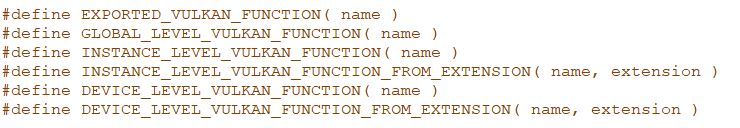 #define EXPORTED_VULKAN_FUNCTION( name )
#define GLOBAL_LEVEL_VULKAN_FUNCTION( name )
#define INSTANCE_LEVEL_VULKAN_FUNCTION( name )
#define INSTANCE_LEVEL_VULKAN_FUNCTION_FROM_EXTENSION( name, extension )
#define DEVICE_LEVEL_VULKAN_FUNCTION( name )
#define DEVICE_LEVEL_VULKAN_FUNCTION_FROM_EXTENSION( name, extension )